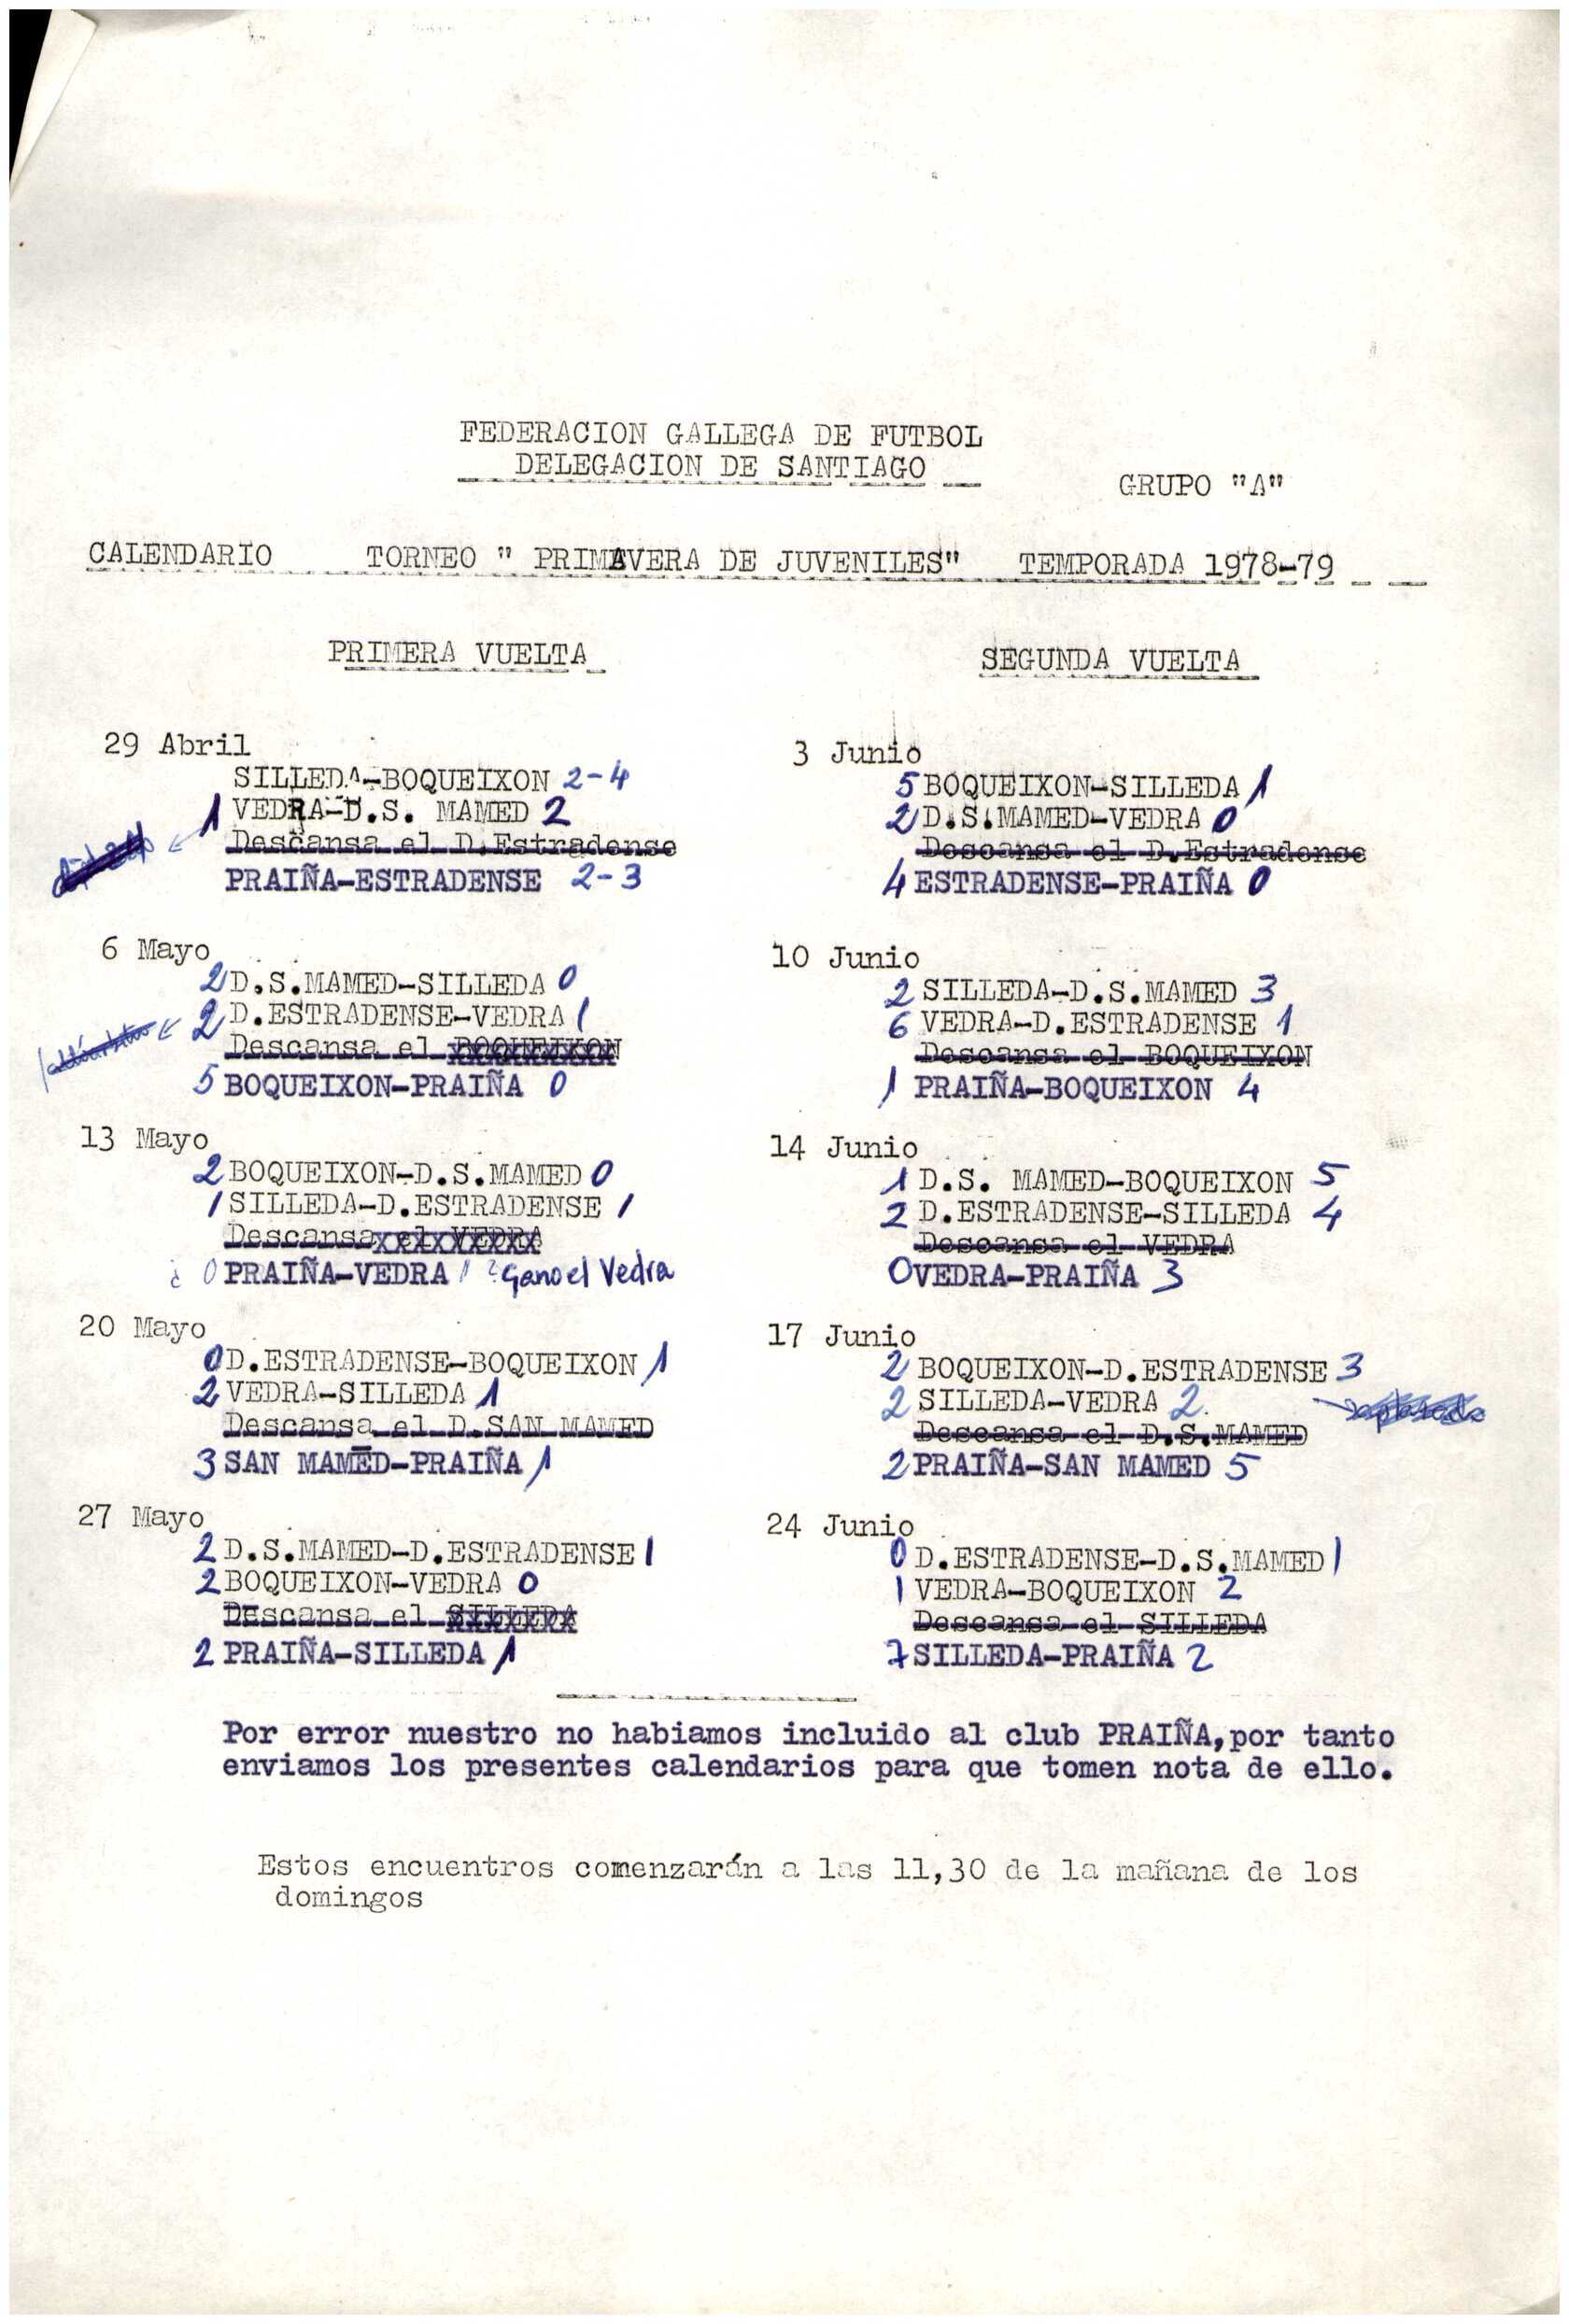 FEDERACION GALLEGA DE FUTBOL
DELEGACION DE SANTIAGO
GRUPO "A"
CALENDARIO TORNEO " PRIMAVERA DE JUVENILES" TEMPORADA 1978-79
PRIMERA VUELTA
29 Abril
SILLEDA-BOQUEIXON 2-4
1 VEDRA-D.S. MAMED 2
Descansa el D.Estradense
PRAIÑA-ESTRADENSE 2-3
6 Mayo
2 D.S.MAMED-SILLEDA 0
2 D.ESTRADENSE-VEDRA 1
Descansa el BOQUEIXON
5 BOQUEIXON-PRAIÑA 0
13 Mayo
2 BOQUEIXON-D.S.MAMED 0
1 SILLEDA-D.ESTRADENSE 1
Descansa el VEDRA
¿ 0 PRAIÑA-VEDRA 1 ? Gano el Vedra
20 Mayo
0 D.ESTRADENSE-BOQUEIXON 1
2 VEDRA-SILLEDA 1
Descansa el D.SAN MAMED
3 SAN MAMED-PRAIÑA 1
27 Mayo
2 D.S.MAMED-D.ESTRADENSE 1
2 BOQUEIXON-VEDRA 0
DEscansa el SILLEDA
2 PRAIÑA-SILLEDA 1
SEGUNDA VUELTA
3 Junio
5 BOQUEIXON-SILLEDA 1
2 D.S.MAMED-VEDRA 0
Descansa el D.Estradense
4 ESTRADENSE-PRAIÑA 0
10 Junio
2 SILLEDA-D.S.MAMED 3
6 VEDRA-D.ESTRADENSE 1
Descansa el BOQUEIXON
1 PRAIÑA-BOQUEIXON 4
14 Junio
1 D.S. MAMED-BOQUEIXON 5
2 D.ESTRADENSE-SILLEDA 4
Descansa el VEDRA
0 VEDRA-PRAIÑA 3
17 Junio
2 BOQUEIXON-D.ESTRADENSE 3
2 SILLEDA-VEDRA 2.
Descansa el D.S.MAMED
2 PRAIÑA-SAN MAMED 5
24 Junio
0 D.ESTRADENSE-D.S.MAMED 1
1 VEDRA-BOQUEIXON 2
Descansa el SILLEDA
7 SILLEDA-PRAIÑA 2
Por error nuestro no habiamos incluido al club PRAIÑA,por tanto
enviamos los presentes calendarios para que tomen nota de ello.
Estos encuentros comenzarán a las 11,30 de la mañana de los
domingos